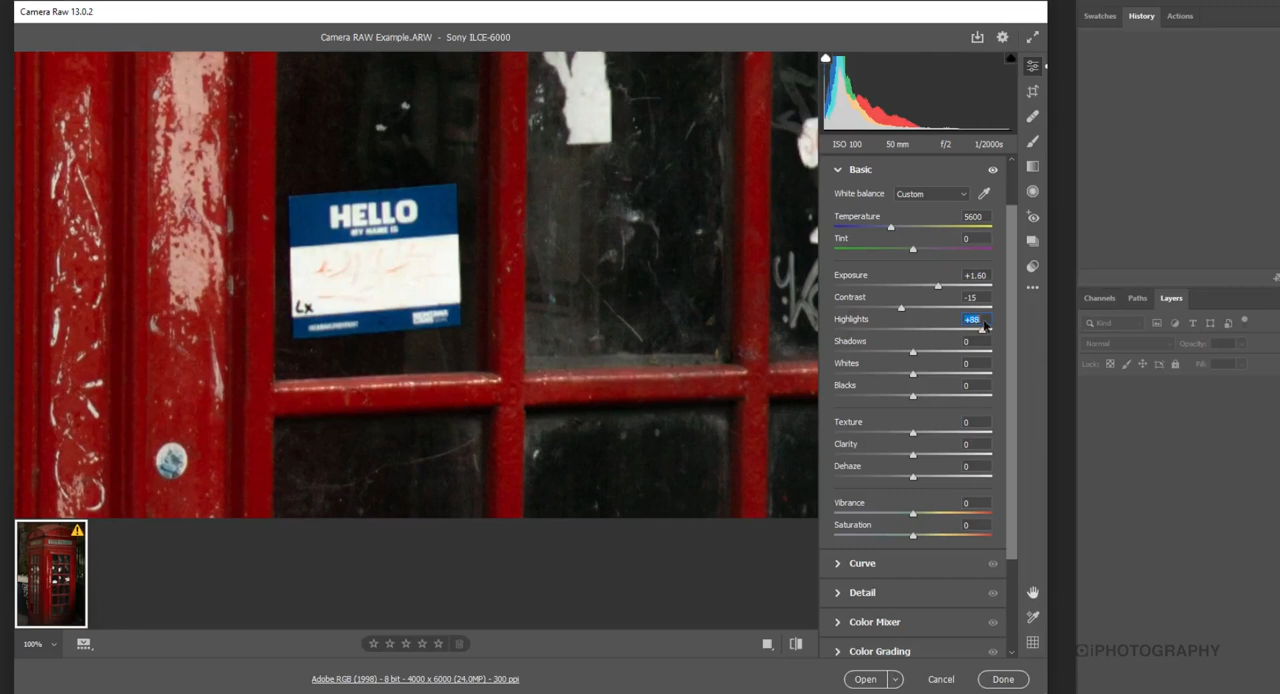 Camera Raw 13.0.2
Swatches History Actions
Camera RAW Example.ARW - Sony ILCE-6000
ISO 100 50 mm f/2 1/2000s
Basic
White balance Custom
Temperature 5600
Tint 0
Exposure +1.60
Contrast -15
Highlights +88
Shadows 0
Whites 0
Blacks 0
Texture 0
Clarity 0
Dehaze 0
Vibrance 0
Saturation 0
Curve
Detail
Color Mixer
Color Grading
HELLO
MY NAME IS
LX
MONTANA
CANS
Channels Paths Layers
Kind
Normal Opacity:
Lock: Fill:
100%
iPHOTOGRAPHY
Adobe RGB (1998) - 8 bit - 4000 x 6000 (24.0MP) - 300 ppi
Open Cancel Done